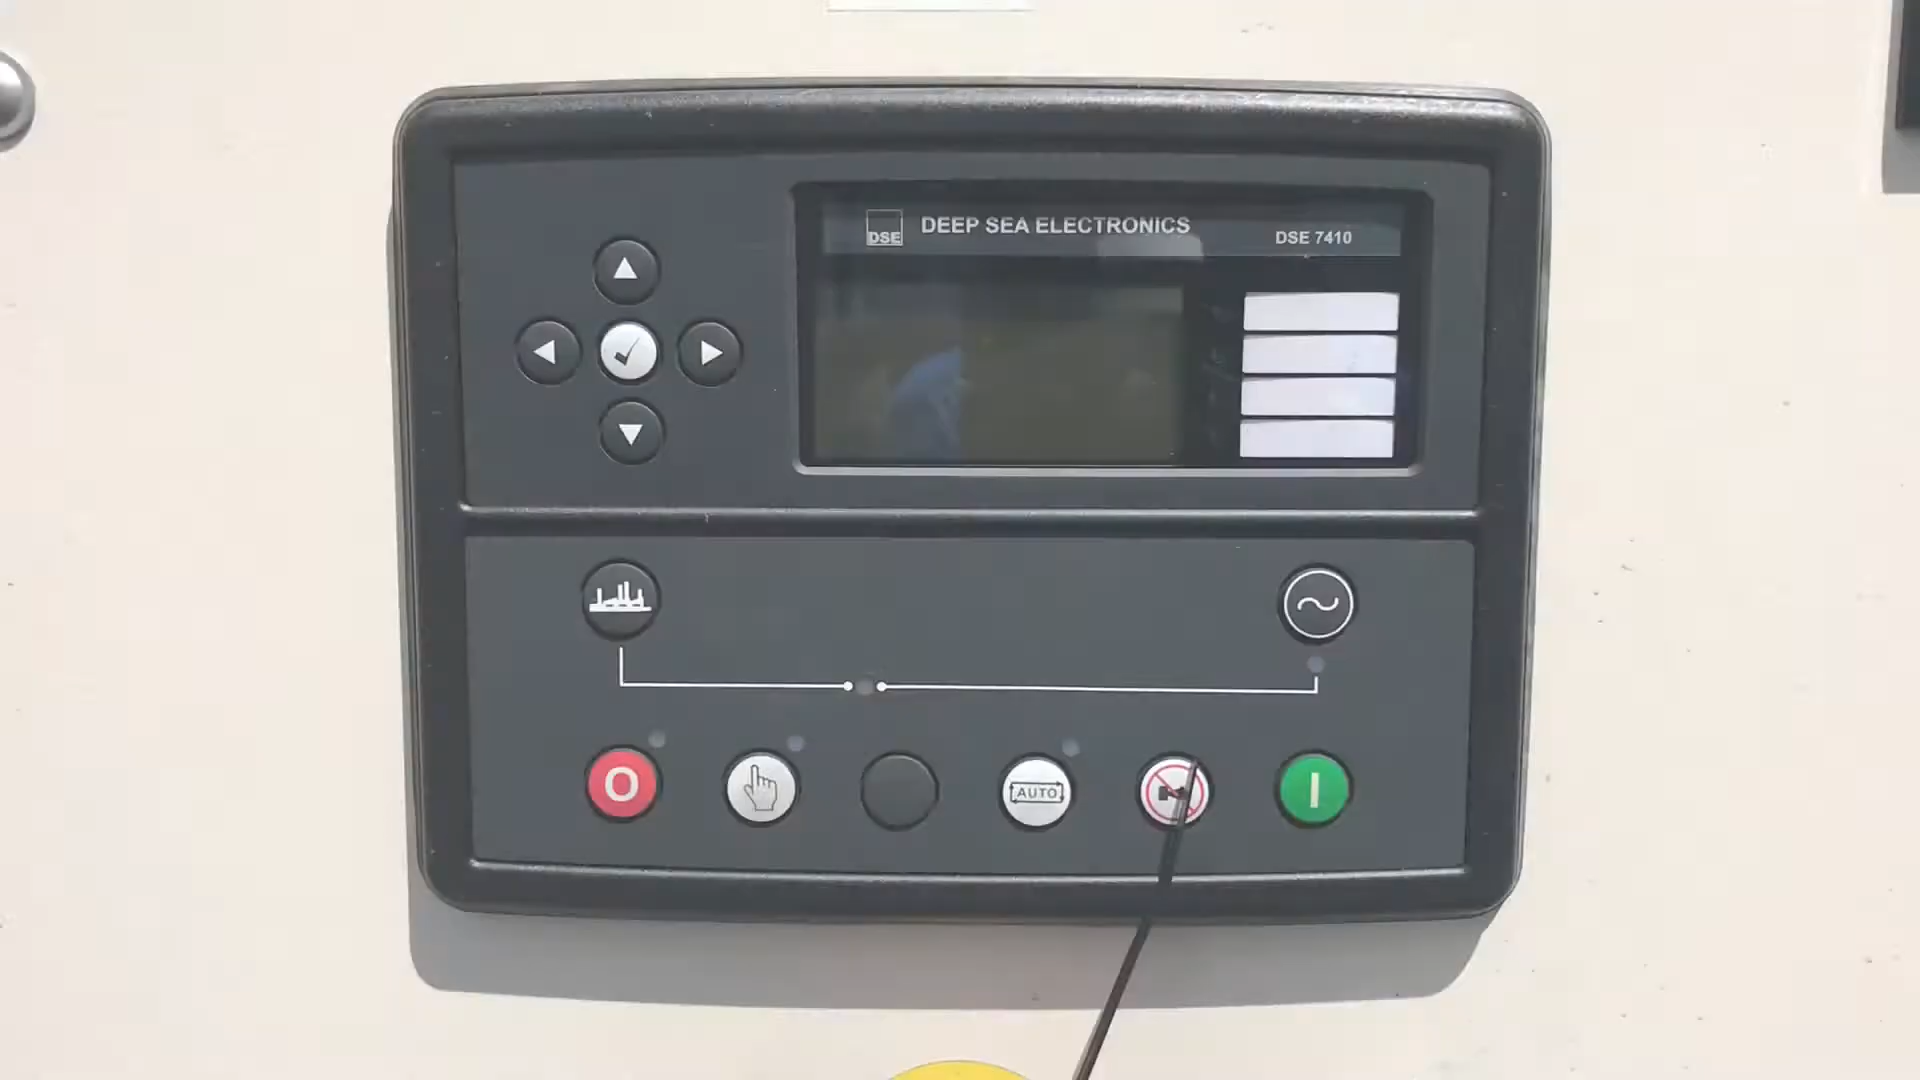 DSE
DEEP SEA ELECTRONICS
DSE 7410
O
AUTO
I